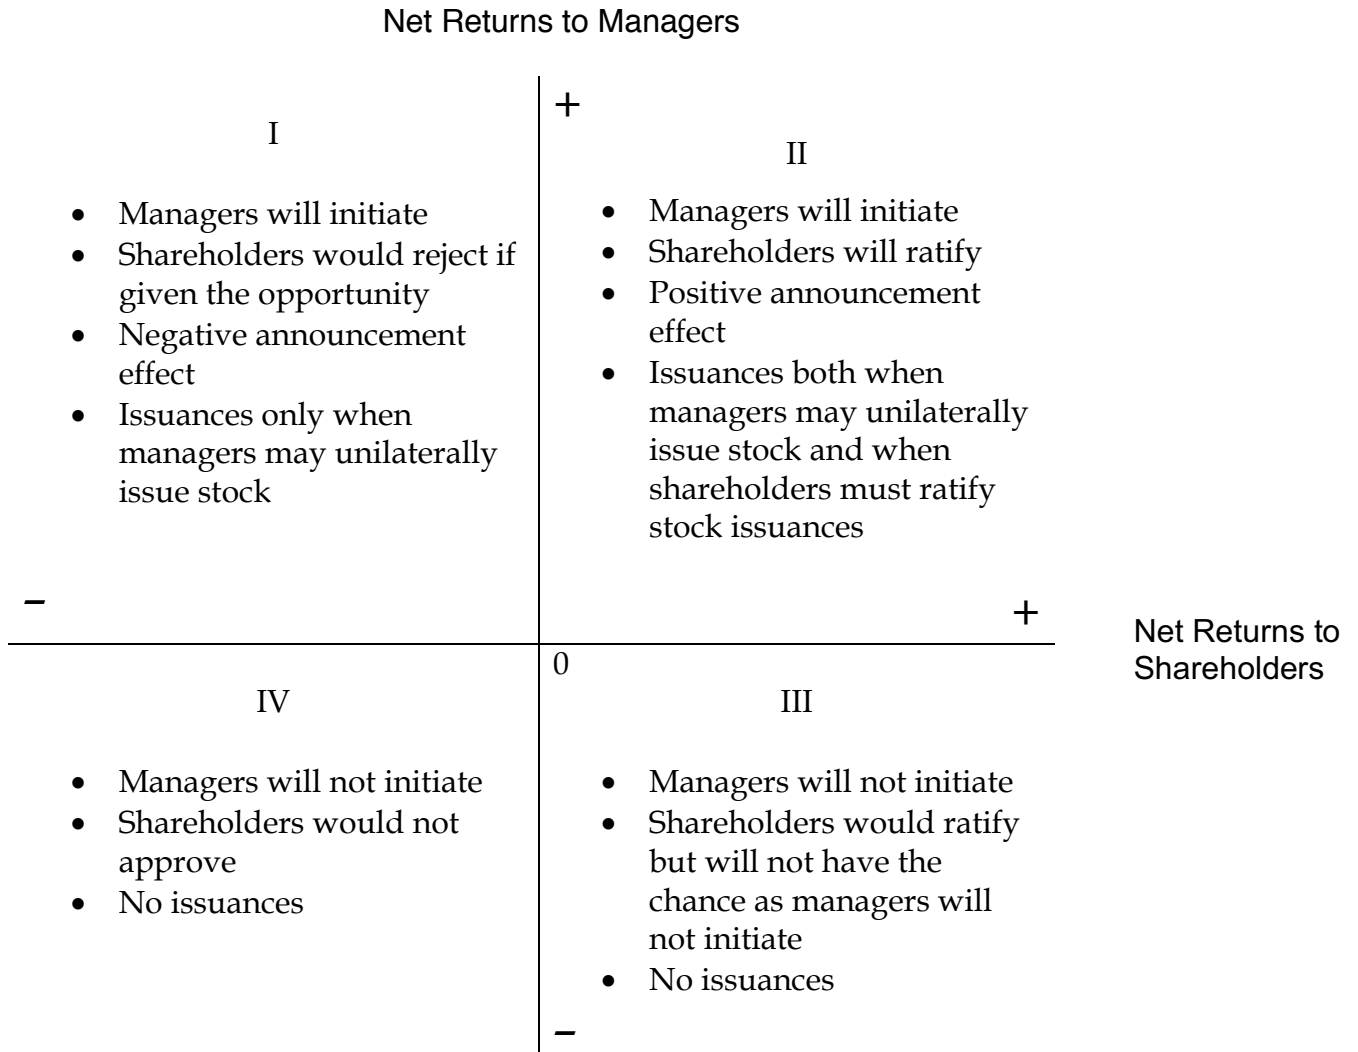 Net Returns to Managers
+
I
• Managers will initiate
• Shareholders would reject if
given the opportunity
• Negative announcement
effect
• Issuances only when
managers may unilaterally
issue stock
II
• Managers will initiate
• Shareholders will ratify
• Positive announcement
effect
• Issuances both when
managers may unilaterally
issue stock and when
shareholders must ratify
stock issuances
–
+
Net Returns to
Shareholders
0
IV
• Managers will not initiate
• Shareholders would not
approve
• No issuances
III
• Managers will not initiate
• Shareholders would ratify
but will not have the
chance as managers will
not initiate
• No issuances
–